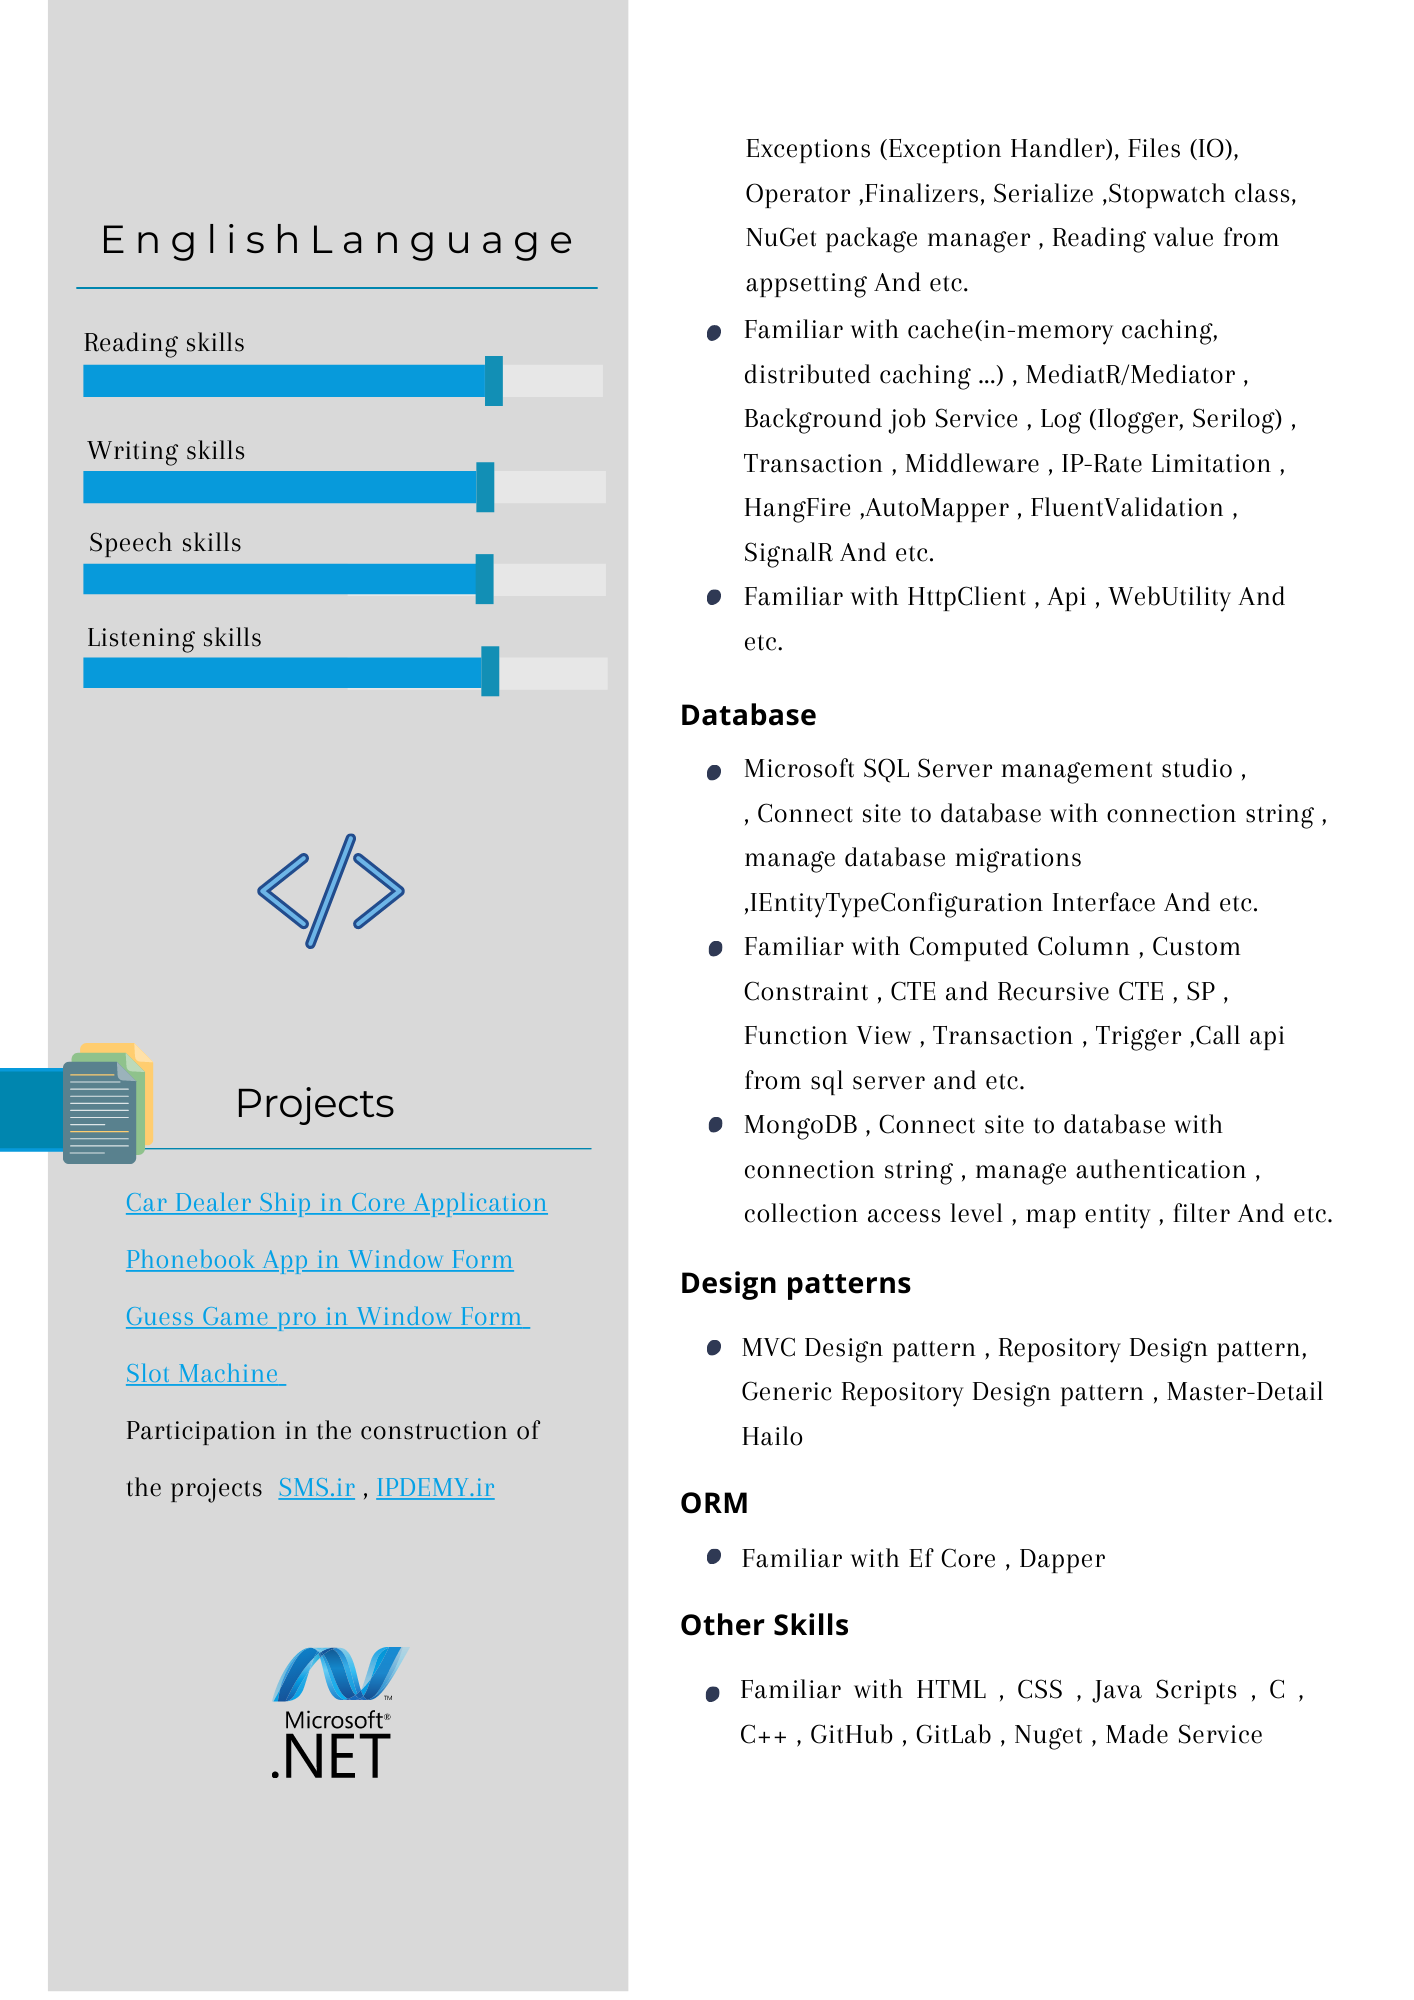 EnglishLanguage
Reading skills
Writing skills
Speech skills
Listening skills
Projects
Car Dealer Ship in Core Application
Phonebook App in Window Form
Guess Game pro in Window Form
Slot Machine
Participation in the construction of
the projects SMS.ir , IPDEMY.ir
TM
Microsoft®
.NET
Exceptions (Exception Handler), Files (IO),
Operator ,Finalizers, Serialize ,Stopwatch class,
NuGet package manager , Reading value from
appsetting And etc.
Familiar with cache(in-memory caching,
distributed caching ...) , MediatR/Mediator ,
Background job Service , Log (Ilogger, Serilog) ,
Transaction , Middleware , IP-Rate Limitation ,
HangFire ,AutoMapper , FluentValidation ,
SignalR And etc.
Familiar with HttpClient , Api , WebUtility And
etc.
Database
Microsoft SQL Server management studio ,
, Connect site to database with connection string ,
manage database migrations
,IEntityTypeConfiguration Interface And etc.
Familiar with Computed Column , Custom
Constraint , CTE and Recursive CTE , SP ,
Function View , Transaction , Trigger ,Call api
from sql server and etc.
MongoDB , Connect site to database with
connection string , manage authentication ,
collection access level , map entity , filter And etc.
Design patterns
MVC Design pattern , Repository Design pattern,
Generic Repository Design pattern , Master-Detail
Hailo
ORM
Familiar with Ef Core , Dapper
Other Skills
Familiar with HTML , CSS , Java Scripts , C ,
C++ , GitHub , GitLab , Nuget , Made Service